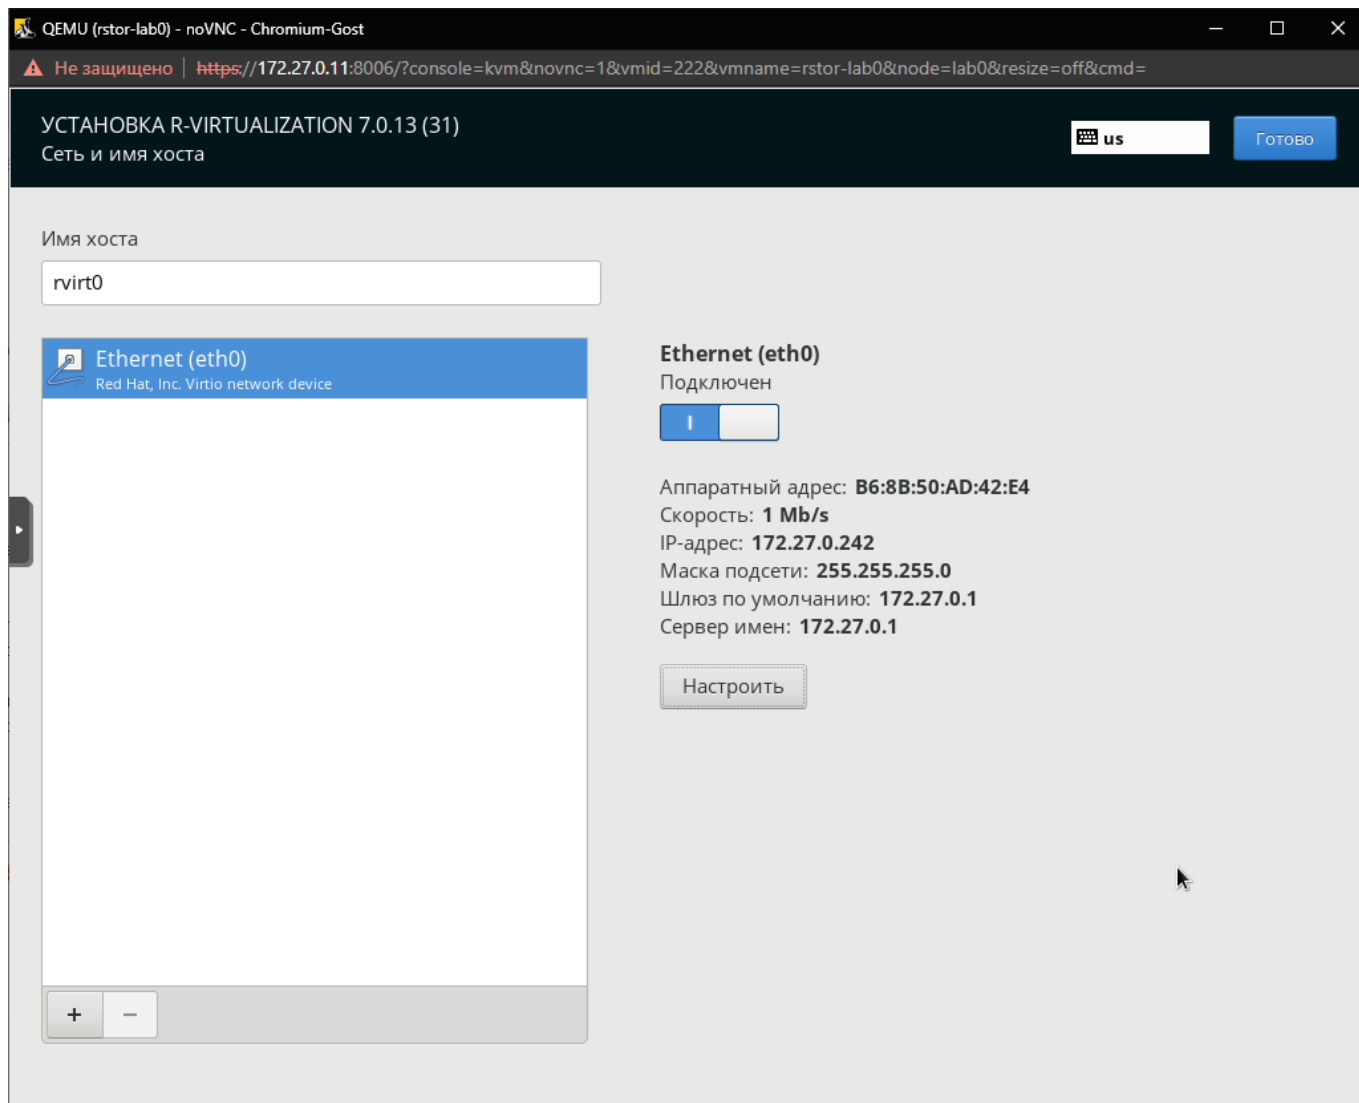 QEMU (rstor-lab0) - noVNC - Chromium-Gost
Не защищено | https://172.27.0.11:8006/?console=kvm&novnc=1&vmid=222&vmname=rstor-lab0&node=lab0&resize=off&cmd=
УСТАНОВКА R-VIRTUALIZATION 7.0.13 (31)
Сеть и имя хоста
us
Готово
Имя хоста
rvirt0
Ethernet (eth0)
Red Hat, Inc. Virtio network device
Ethernet (eth0)
Подключен
Аппаратный адрес: B6:8B:50:AD:42:E4
Скорость: 1 Mb/s
IP-адрес: 172.27.0.242
Маска подсети: 255.255.255.0
Шлюз по умолчанию: 172.27.0.1
Сервер имен: 172.27.0.1
Настроить